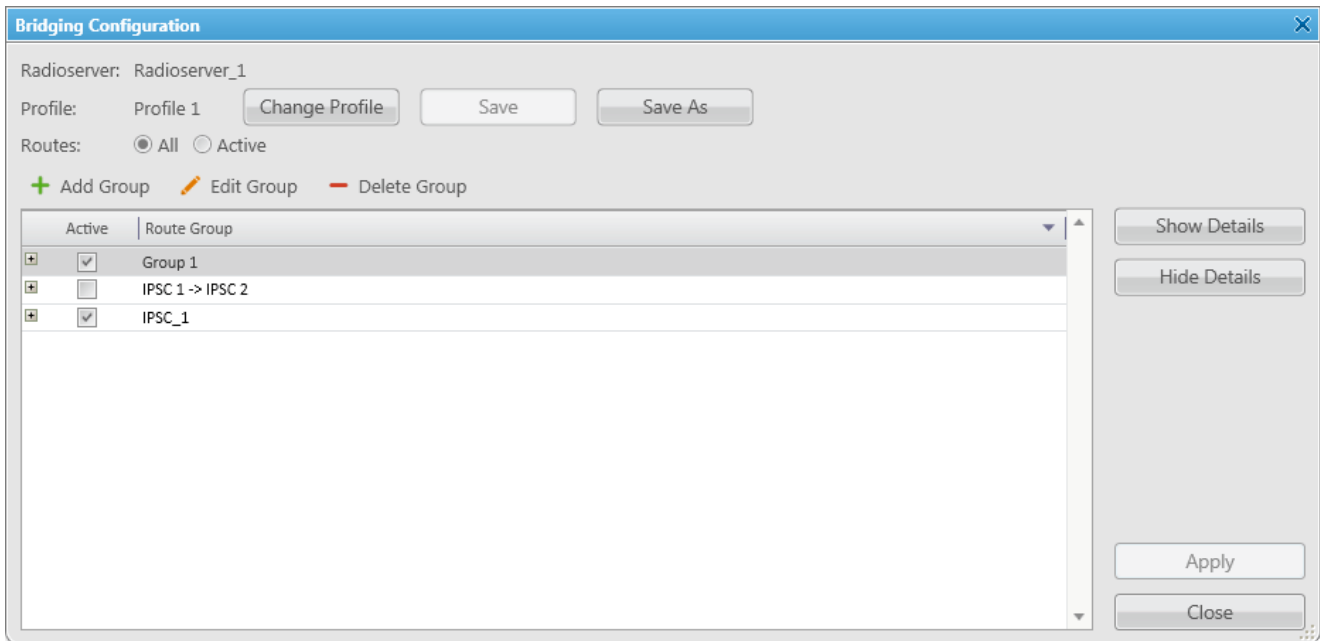 Bridging Configuration
Radioserver: Radioserver_1
Profile: Profile 1 Change Profile Save Save As
Routes: All Active
Add Group Edit Group Delete Group
Active Route Group Show Details
Group 1 Hide Details
IPSC 1 -> IPSC 2
IPSC_1
Apply
Close